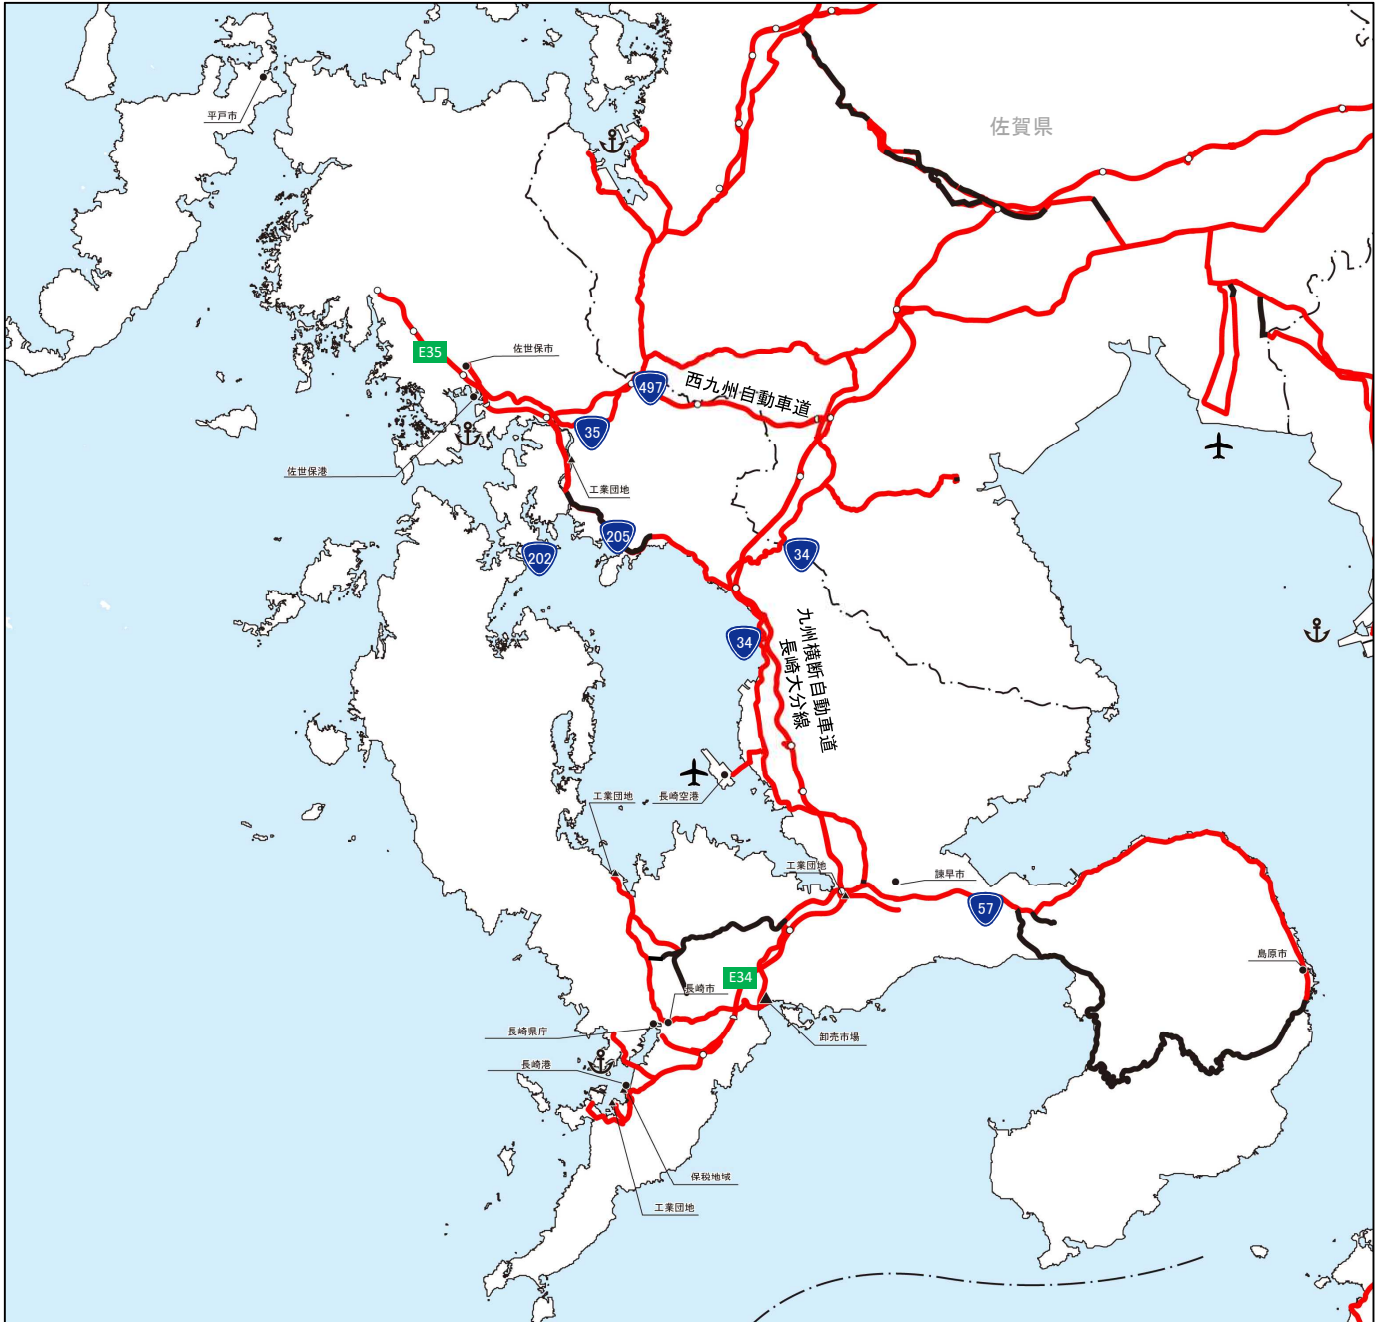 平戸市
佐賀県
E35
佐世保市
497
西九州自動車道
35
佐世保港
工業団地
205
202
34
34
九州横断自動車道
長崎大分線
工業団地
長崎空港
工業団地
諫早市
57
島原市
E34
長崎市
長崎県庁
卸売市場
長崎港
保税地域
工業団地